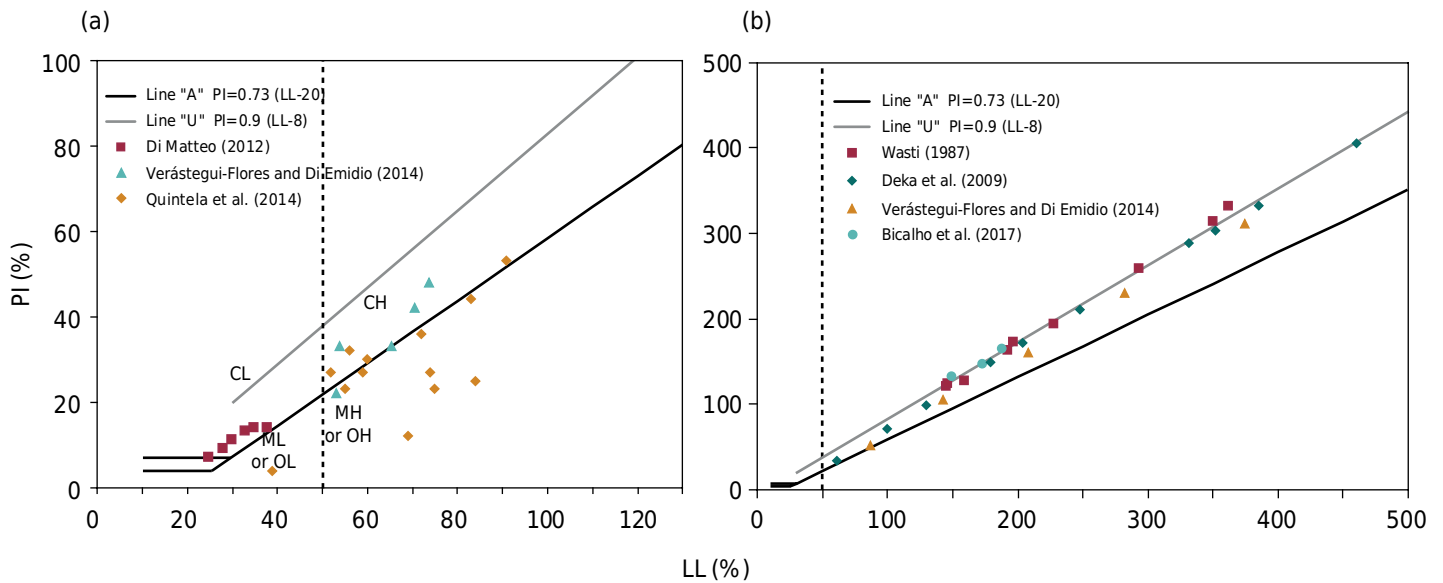 (a)
PI (%)
100
80
60
40
20
0
Line "A" PI=0.73 (LL-20)
Line "U" PI=0.9 (LL-8)
Di Matteo (2012)
Verástegui-Flores and Di Emidio (2014)
Quintela et al. (2014)
CH
CL
MH
or OH
ML
or OL
0 20 40 60 80 100 120
(b)
500
400
300
200
100
0
Line "A" PI=0.73 (LL-20)
Line "U" PI=0.9 (LL-8)
Wasti (1987)
Deka et al. (2009)
Verástegui-Flores and Di Emidio (2014)
Bicalho et al. (2017)
0 100 200 300 400 500
LL (%)